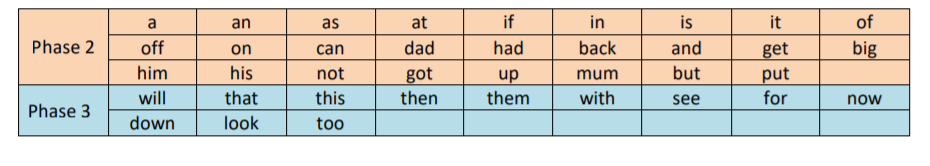 Phase 2
a an as at if in is it of
off on can dad had back and get big
him his not got up mum but put
Phase 3
will that this then them with see for now
down look too